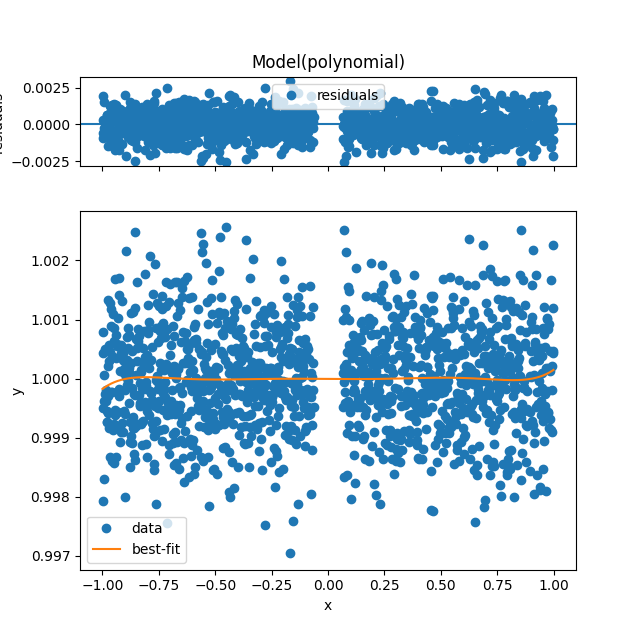 Model(polynomial)
0.0025
0.0000
−0.0025
residuals
residuals
1.002
1.001
1.000
0.999
0.998
0.997
y
data
best-fit
−1.00 −0.75 −0.50 −0.25 0.00 0.25 0.50 0.75 1.00
x